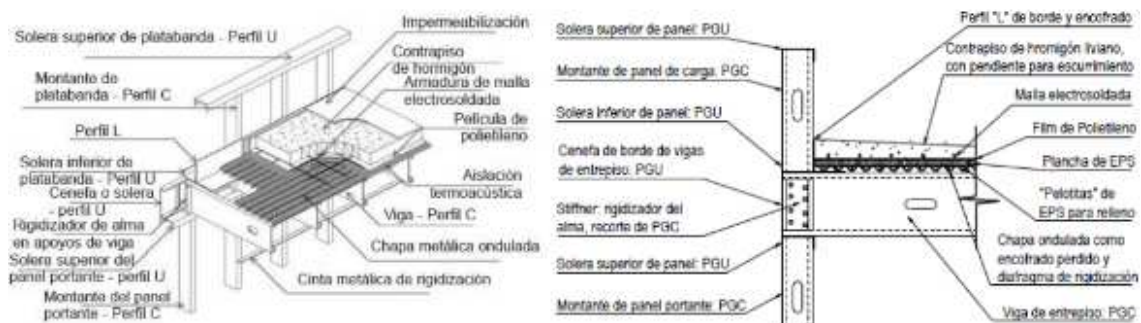 Solera superior de platabanda - Perfil U
Montante de
platabanda - Perfil C
Perfil L
Solera inferior de
platabanda - Perfil U
Cenefa o solera
- perfil U
Rigidizador de alma
en apoyos de viga
Solera superior del
panel portante - perfil U
Montante del panel
portante - Perfil C
Impermeabilización
Contrapiso
de hormigón
Armadura de malla
electrosoldada
Película de
polietileno
Aislación
termoacústica
Viga - Perfil C
Chapa metálica ondulada
Cinta metálica de rigidización
Solera superior de panel: PGU
Montante de panel de carga: PGC
Solera inferior de panel: PGU
Cenefa de borde de vigas
de entrepiso: PGU
Stiffner: rigidizador del
alma, recorte de PGC
Solera superior de panel: PGU
Montante de panel portante: PGC
Perfil "L" de borde y encofrado
Contrapiso de hromigón liviano,
con pendiente para escurrimiento
Malla electrosoldada
Film de Polietileno
Plancha de EPS
"Pelotitas" de
EPS para relleno
Chapa ondulada como
encofrado perdido y
diafragma de rigidización
Viga de entrepiso: PGC